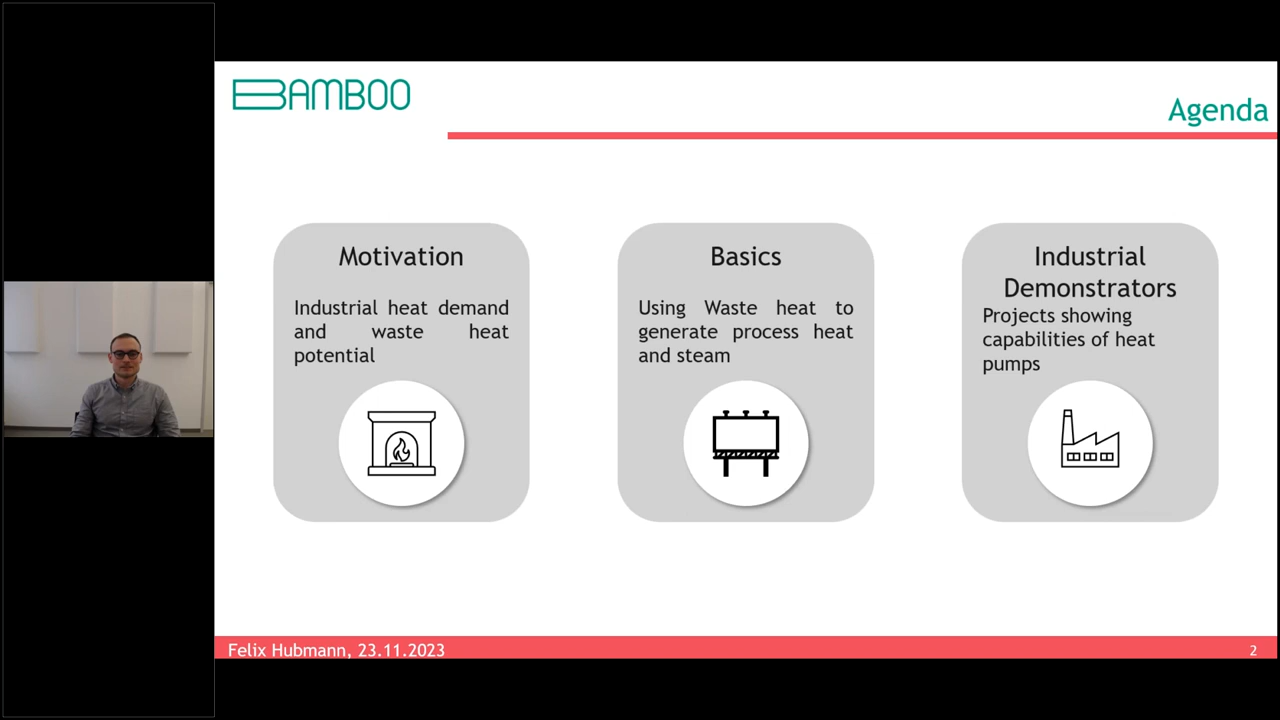 BAMBOO
Agenda
Motivation
Industrial heat demand
and waste heat
potential
Basics
Using Waste heat to
generate process heat
and steam
Industrial
Demonstrators
Projects showing
capabilities of heat
pumps
Felix Hubmann, 23.11.2023
2